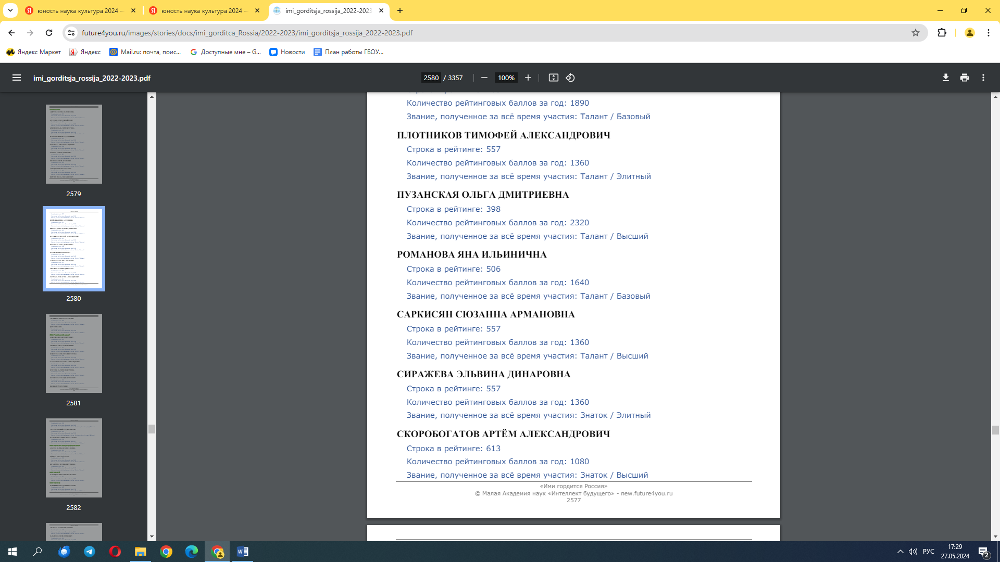 юность наука культура 2024 –
юность наука культура 2024 –
imi_gorditsja_rossija_2022-2023
future4you.ru/images/stories/docs/imi_gorditca_Rossia/2022-2023/imi_gorditsja_rossija_2022-2023.pdf
Яндекс Маркет
Яндекс
Mail.ru: почта, поис...
Доступные мне – G...
Новости
План работы ГБОУ...
imi_gorditsja_rossija_2022-2023.pdf
2580 / 3357
100%
2579
2580
2581
2582
Количество рейтинговых баллов за год: 1890
Звание, полученное за всё время участия: Талант / Базовый
ПЛОТНИКОВ ТИМОФЕЙ АЛЕКСАНДРОВИЧ
Строка в рейтинге: 557
Количество рейтинговых баллов за год: 1360
Звание, полученное за всё время участия: Талант / Элитный
ПУЗАНСКАЯ ОЛЬГА ДМИТРИЕВНА
Строка в рейтинге: 398
Количество рейтинговых баллов за год: 2320
Звание, полученное за всё время участия: Талант / Высший
РОМАНОВА ЯНА ИЛЬИНИЧНА
Строка в рейтинге: 506
Количество рейтинговых баллов за год: 1640
Звание, полученное за всё время участия: Талант / Базовый
САРКИСЯН СЮЗАННА АРМАНОВНА
Строка в рейтинге: 557
Количество рейтинговых баллов за год: 1360
Звание, полученное за всё время участия: Талант / Высший
СИРАЖЕВА ЭЛЬВИНА ДИНАРОВНА
Строка в рейтинге: 557
Количество рейтинговых баллов за год: 1360
Звание, полученное за всё время участия: Знаток / Элитный
СКОРОБОГАТОВ АРТЁМ АЛЕКСАНДРОВИЧ
Строка в рейтинге: 613
Количество рейтинговых баллов за год: 1080
Звание, полученное за всё время участия: Знаток / Высший
«Ими гордится Россия»
© Малая Академия наук «Интеллект будущего» - new.future4you.ru
2577
РУС
17:29
27.05.2024
2